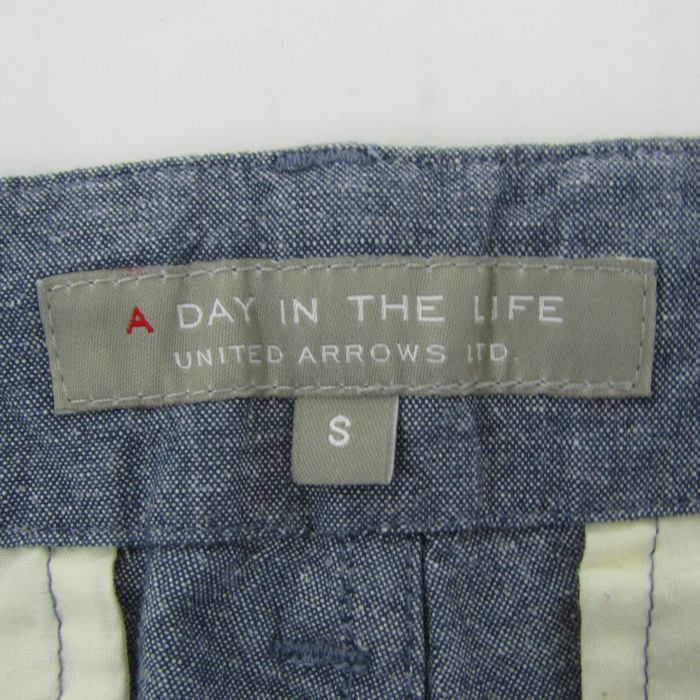 A DAY IN THE LIFE
UNITED ARROWS LTD.
S